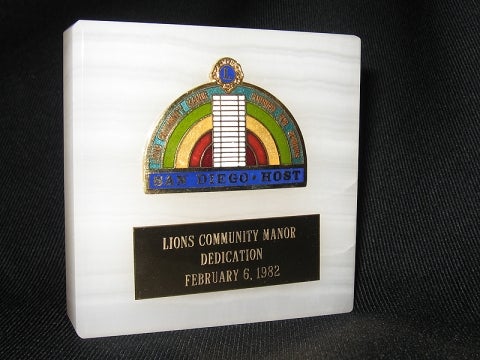 L
SAN DIEGO HOST
LIONS COMMUNITY MANOR
DEDICATION
FEBRUARY 6, 1982